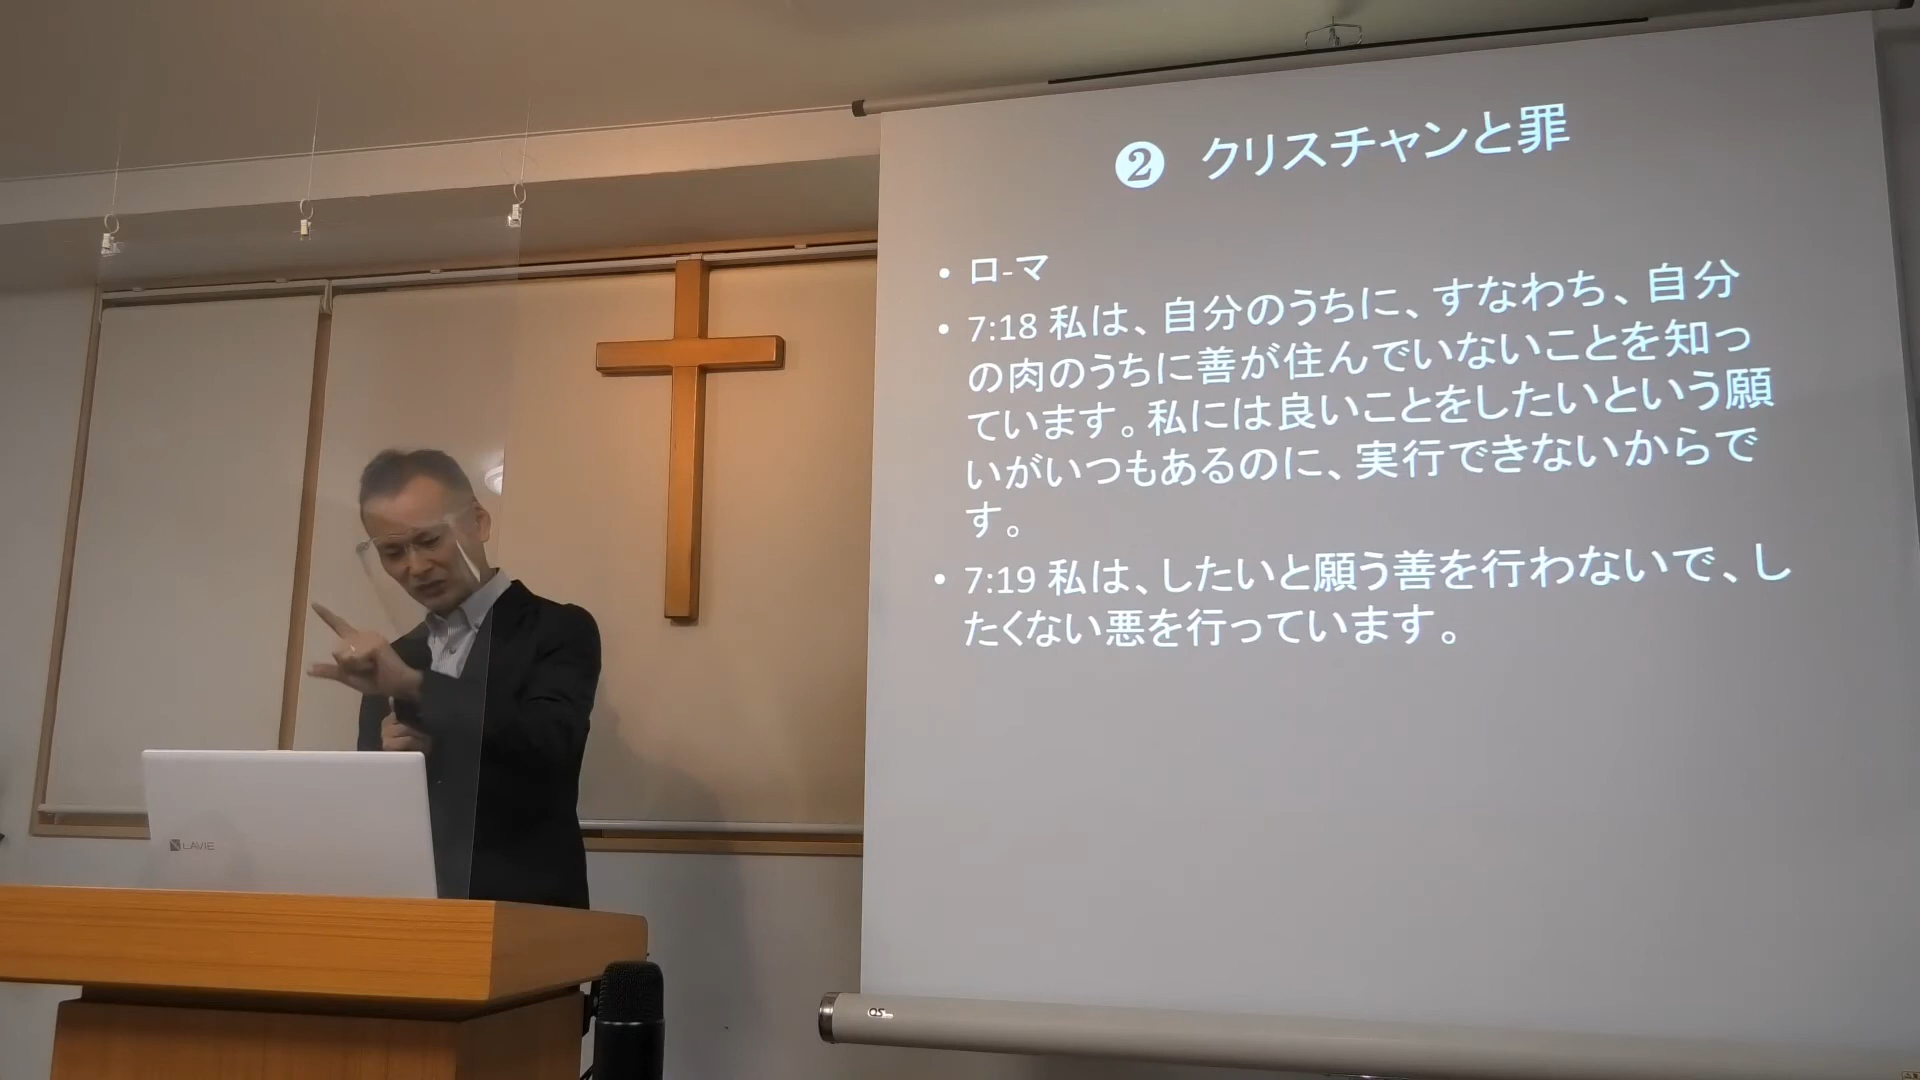 ❷ クリスチャンと罪
• ロ-マ
• 7:18 私は、自分のうちに、すなわち、自分
の肉のうちに善が住んでいないことを知っ
ています。私には良いことをしたいという願
いがいつもあるのに、実行できないからで
す。
• 7:19 私は、したいと願う善を行わないで、し
たくない悪を行っています。
LAVIE
OS